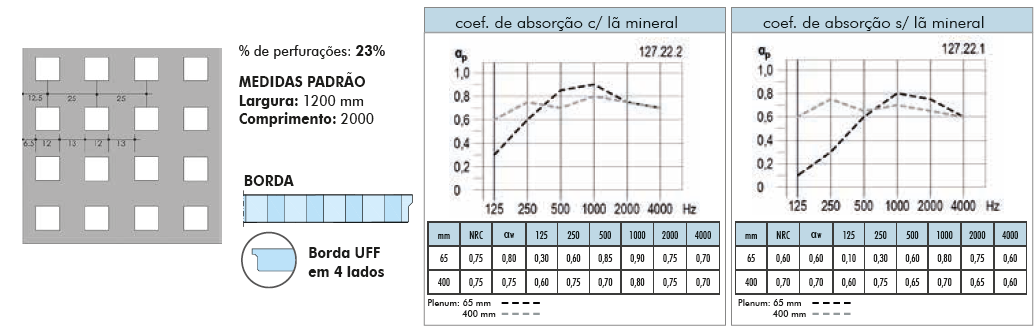 12.5 25 25
6.5 12 13 12 13
% de perfurações: 23%
MEDIDAS PADRÃO
Largura: 1200 mm
Comprimento: 2000
BORDA
Borda UFF
em 4 lados
coef. de absorção c/ lã mineral
αp 127.22.2
1,0
0,8
0,6
0,4
0,2
0
125 250 500 1000 2000 4000 Hz
mm NRC αw 125 250 500 1000 2000 4000
65 0,75 0,80 0,30 0,60 0,85 0,90 0,75 0,70
400 0,75 0,75 0,60 0,75 0,70 0,80 0,75 0,70
Plenum: 65 mm
400 mm
coef. de absorção s/ lã mineral
αp 127.22.1
1,0
0,8
0,6
0,4
0,2
0
125 250 500 1000 2000 4000 Hz
mm NRC αw 125 250 500 1000 2000 4000
65 0,60 0,60 0,10 0,30 0,60 0,80 0,75 0,60
400 0,70 0,70 0,60 0,75 0,65 0,70 0,65 0,60
Plenum: 65 mm
400 mm